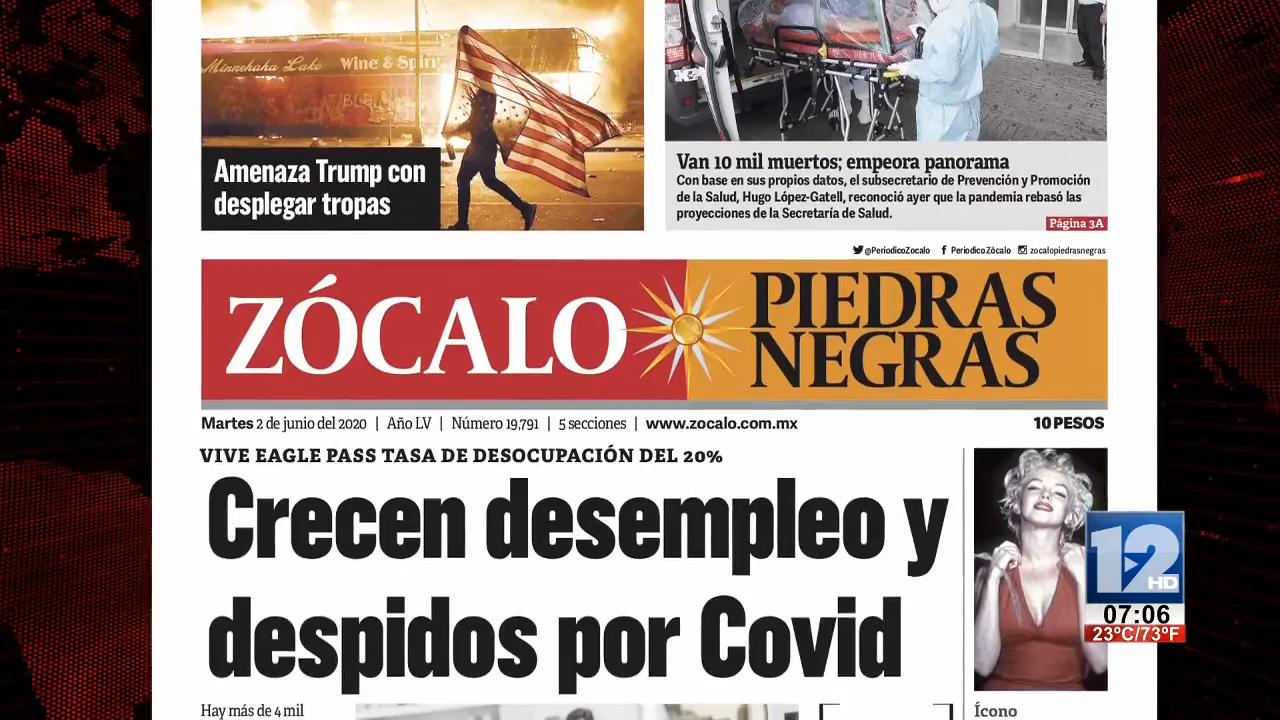 Minnehaha Lake Wine & Spir
Amenaza Trump con
desplegar tropas
Van 10 mil muertos; empeora panorama
Con base en sus propios datos, el subsecretario de Prevención y Promoción
de la Salud, Hugo López-Gatell, reconoció ayer que la pandemia rebasó las
proyecciones de la Secretaría de Salud.
Página 3A
@PeriodicoZocalo PeriodicoZócalo zocalopiedrasnegras
ZÓCALO
PIEDRAS
NEGRAS
Martes 2 de junio del 2020 | Año LV | Número 19,791 | 5 secciones | www.zocalo.com.mx
10 PESOS
VIVE EAGLE PASS TASA DE DESOCUPACIÓN DEL 20%
Crecen desempleo y
despidos por Covid
Hay más de 4 mil
Ícono
12
HD
07:06
23ºC/73ºF